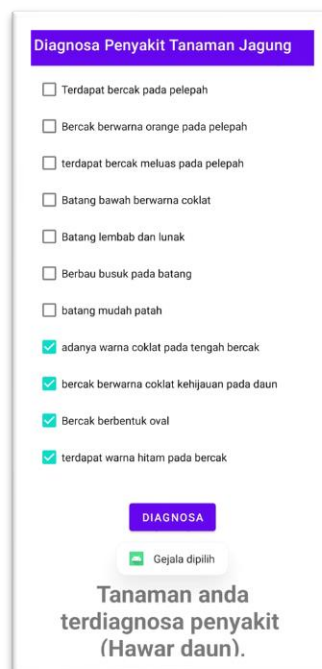 Diagnosa Penyakit Tanaman Jagung
Terdapat bercak pada pelepah
Bercak berwarna orange pada pelepah
terdapat bercak meluas pada pelepah
Batang bawah berwarna coklat
Batang lembab dan lunak
Berbau busuk pada batang
batang mudah patah
adanya warna coklat pada tengah bercak
bercak berwarna coklat kehijauan pada daun
Bercak berbentuk oval
terdapat warna hitam pada bercak
DIAGNOSA
Gejala dipilih
Tanaman anda
terdiagnosa penyakit
(Hawar daun).